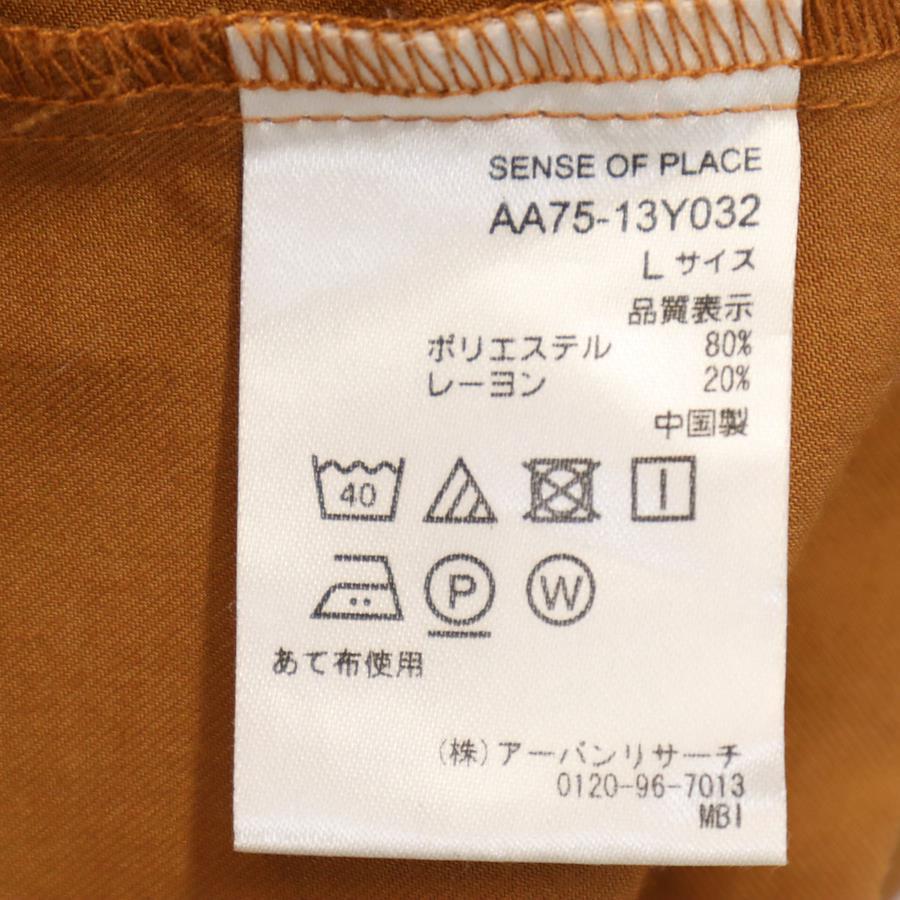 SENSE OF PLACE
AA75-13Y032
L サイズ
品質表示
ポリエステル 80%
レーヨン 20%
中国製
40
P W
あて布使用
(株)アーバンリサーチ
0120-96-7013
MBI